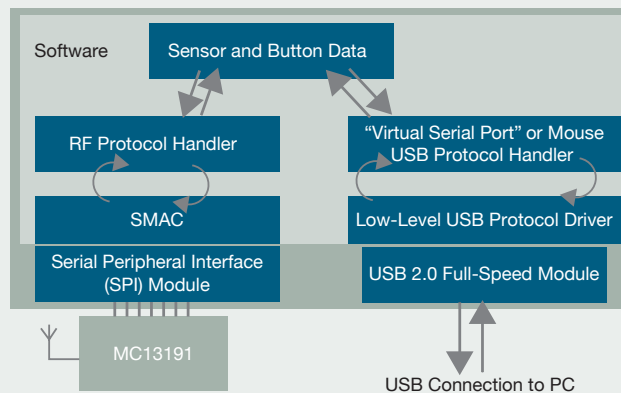 Software
Sensor and Button Data
RF Protocol Handler
“Virtual Serial Port” or Mouse
USB Protocol Handler
SMAC
Low-Level USB Protocol Driver
Serial Peripheral Interface
(SPI) Module
USB 2.0 Full-Speed Module
MC13191
USB Connection to PC